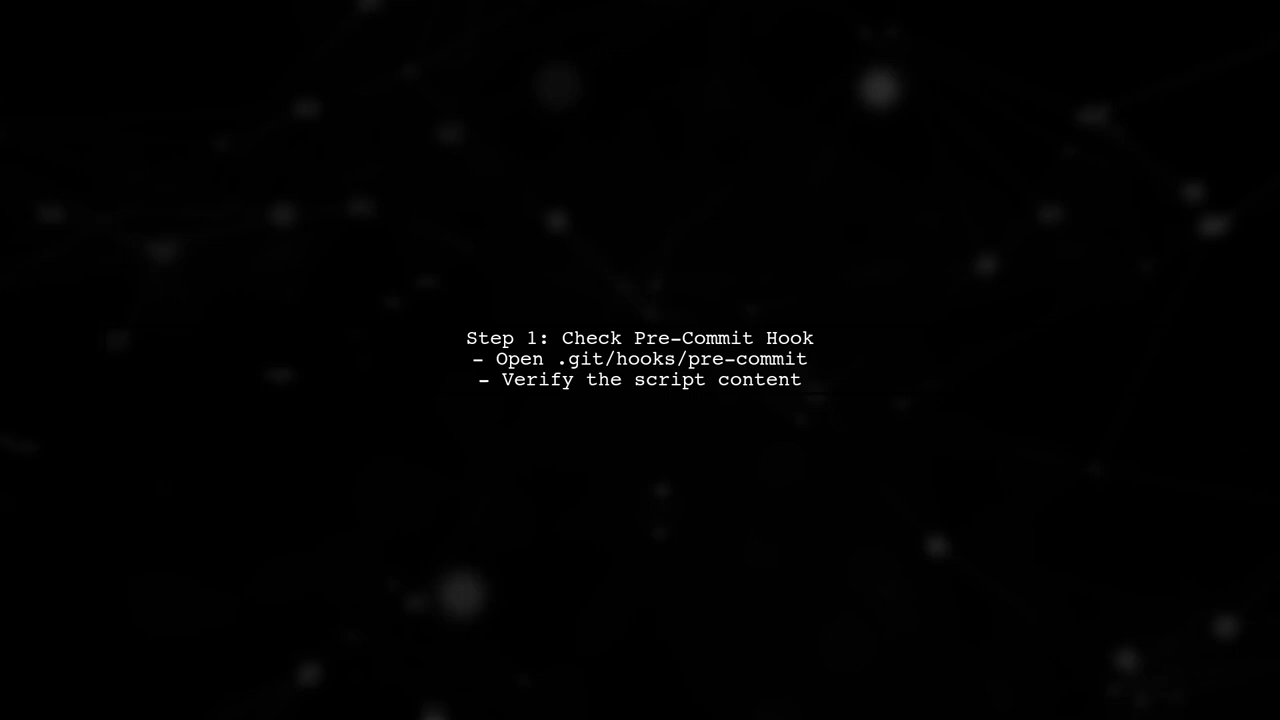 Step 1: Check Pre-Commit Hook
- Open .git/hooks/pre-commit
- Verify the script content